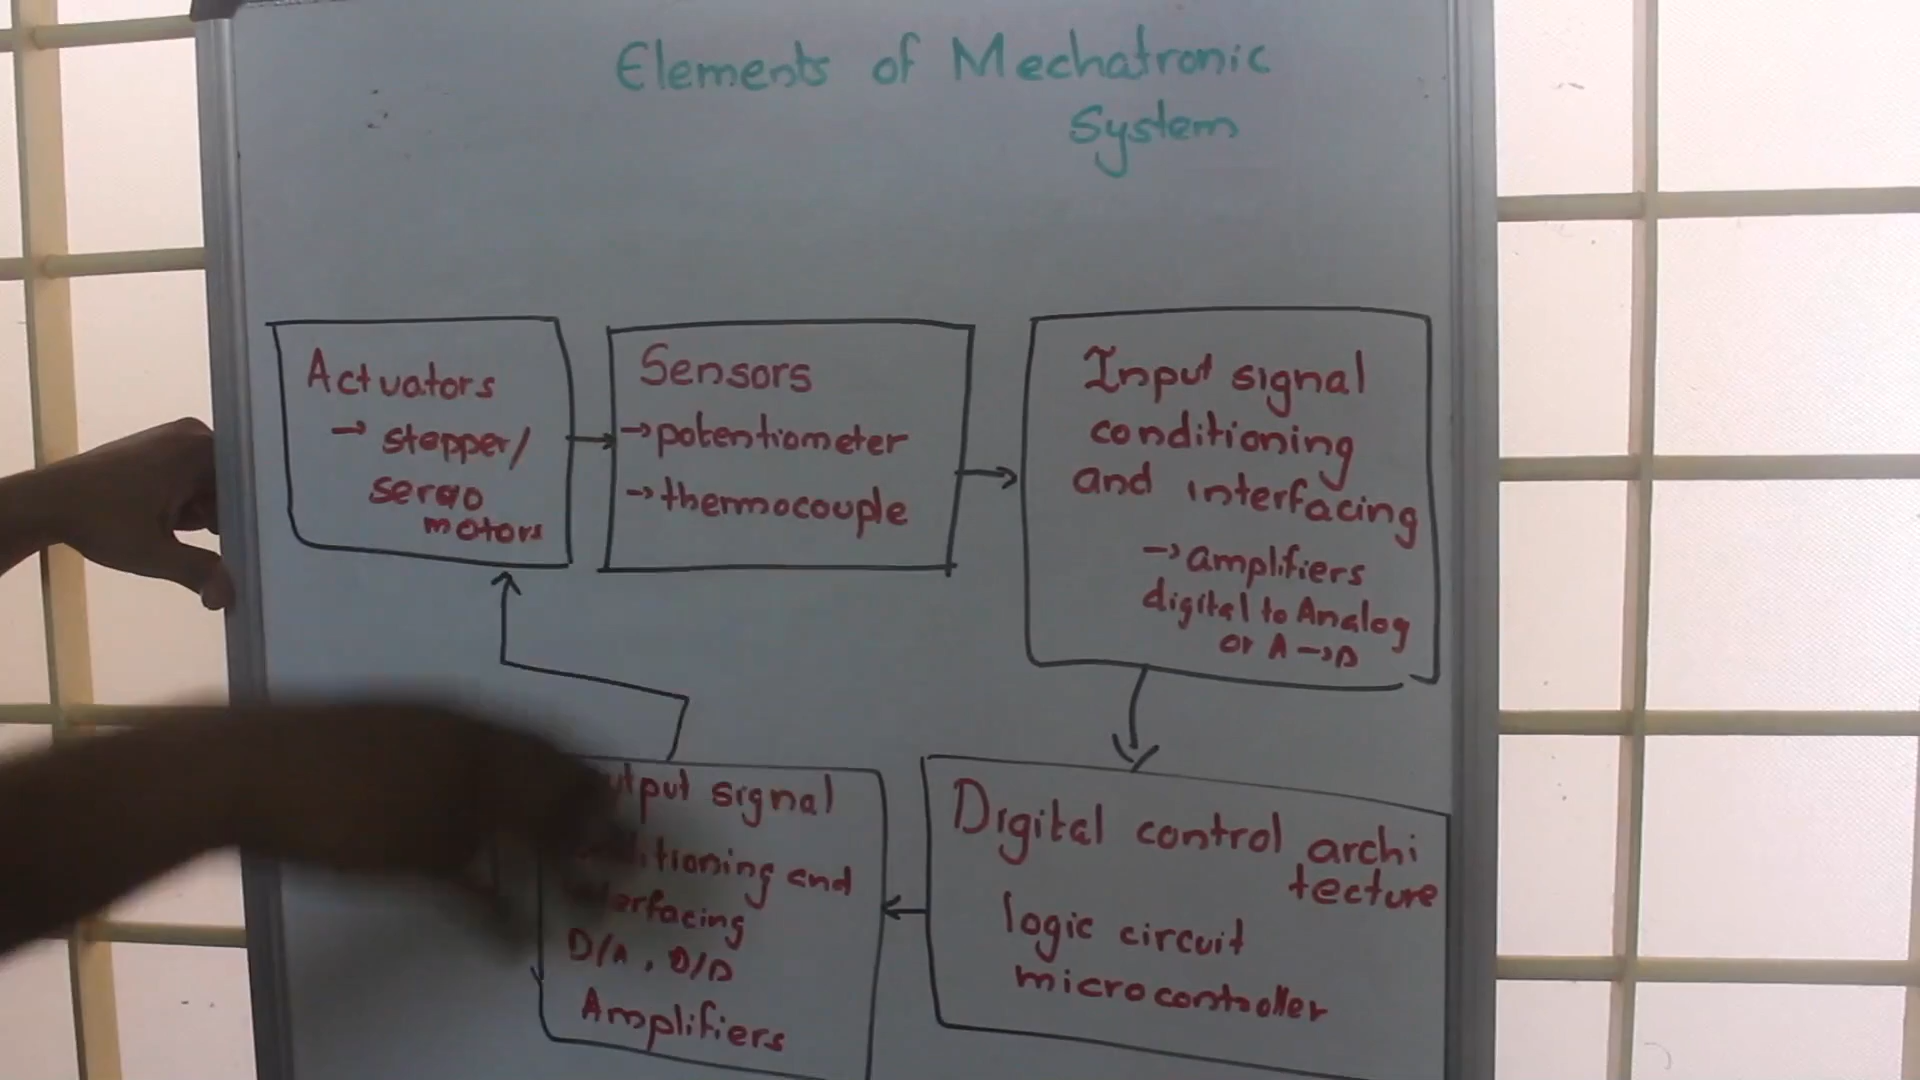 Elements of Mechatronic
System
Actuators
→ stepper/
servo
motors
Sensors
→potentiometer
→thermocouple
Input signal
conditioning
and interfacing
→amplifiers
digital to Analog
or A→D
Digital control archi
tecture
logic circuit
microcontroller
signal
and
D/A, D/D
Amplifiers